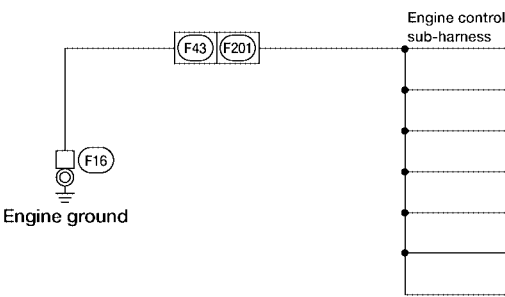 Engine control
sub-harness
F43 F201
F16
Engine ground